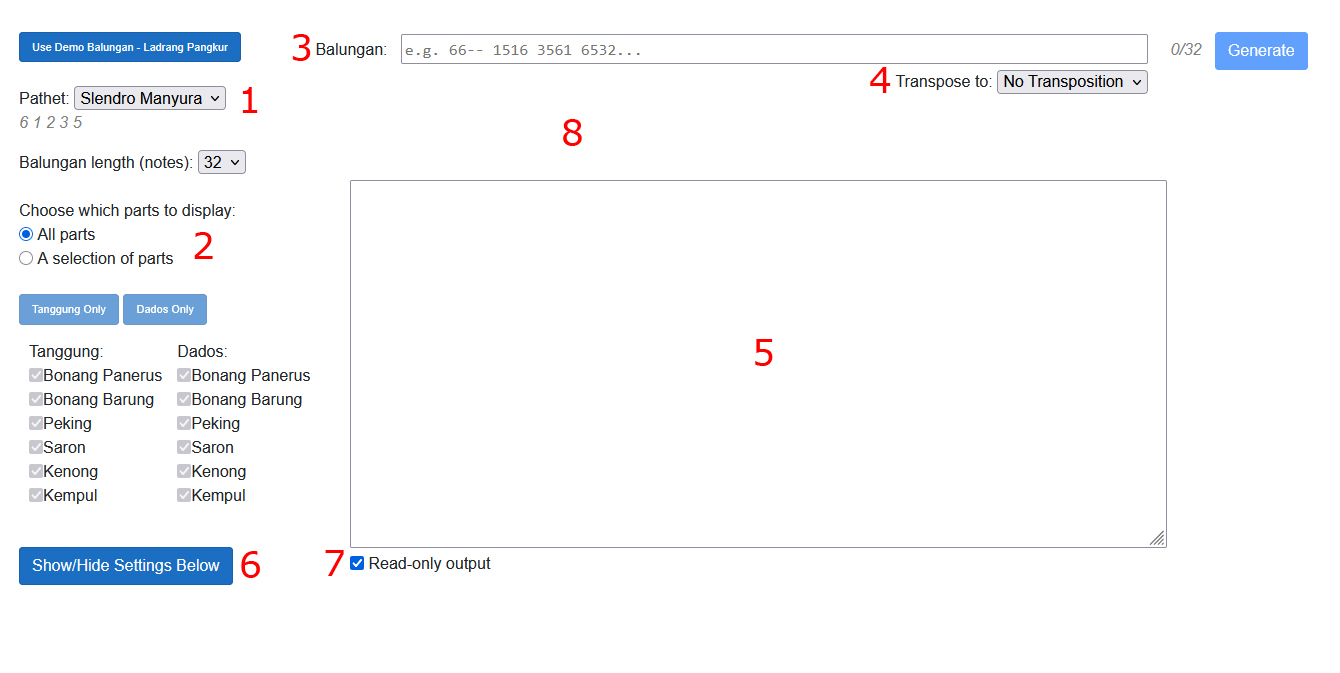 Use Demo Balungan - Ladrang Pangkur
3 Balungan: e.g. 66-- 1516 3561 6532... 0/32 Generate
4 Transpose to: No Transposition
Pathet: Slendro Manyura 1
6 1 2 3 5
8
Balungan length (notes): 32
Choose which parts to display:
All parts
2
A selection of parts
Tanggung Only Dados Only
Tanggung: Dados:
5
Bonang Panerus Bonang Panerus
Bonang Barung Bonang Barung
Peking Peking
Saron Saron
Kenong Kenong
Kempul Kempul
Show/Hide Settings Below 6 7 Read-only output